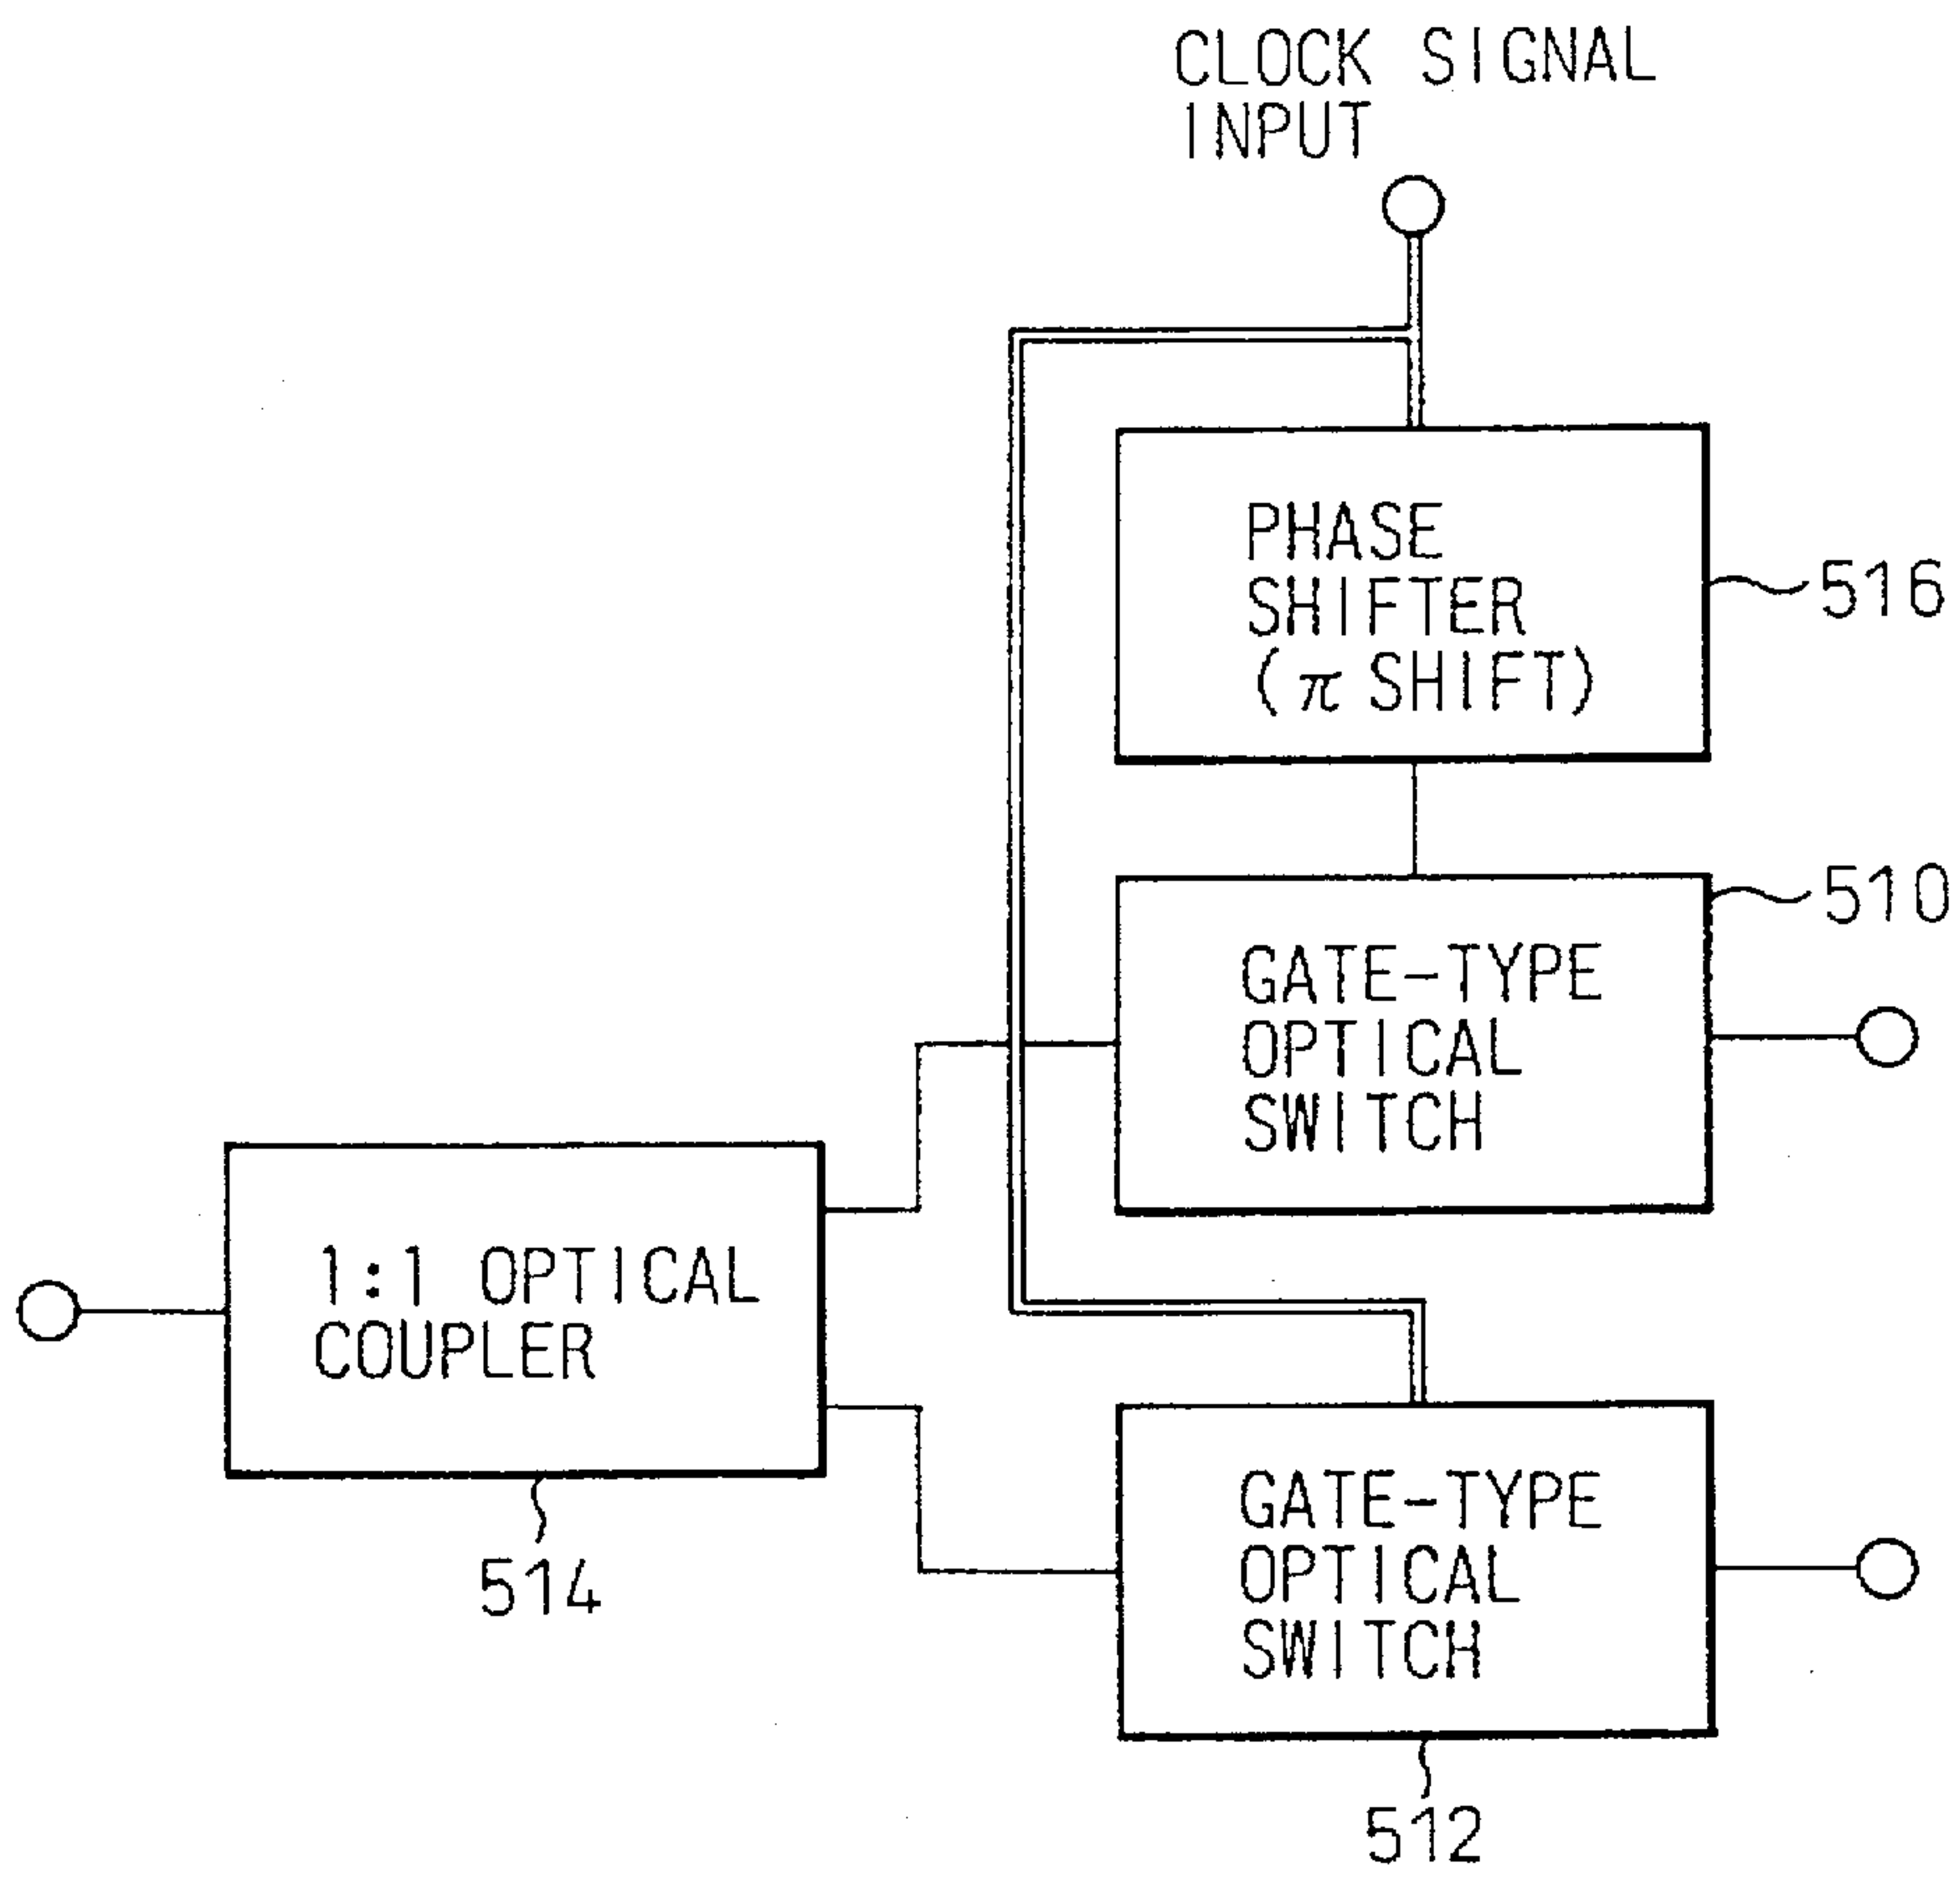 CLOCK SIGNAL
INPUT
PHASE
SHIFTER
(π SHIFT)
516
510
GATE-TYPE
OPTICAL
SWITCH
1:1 OPTICAL
COUPLER
514
GATE-TYPE
OPTICAL
SWITCH
512